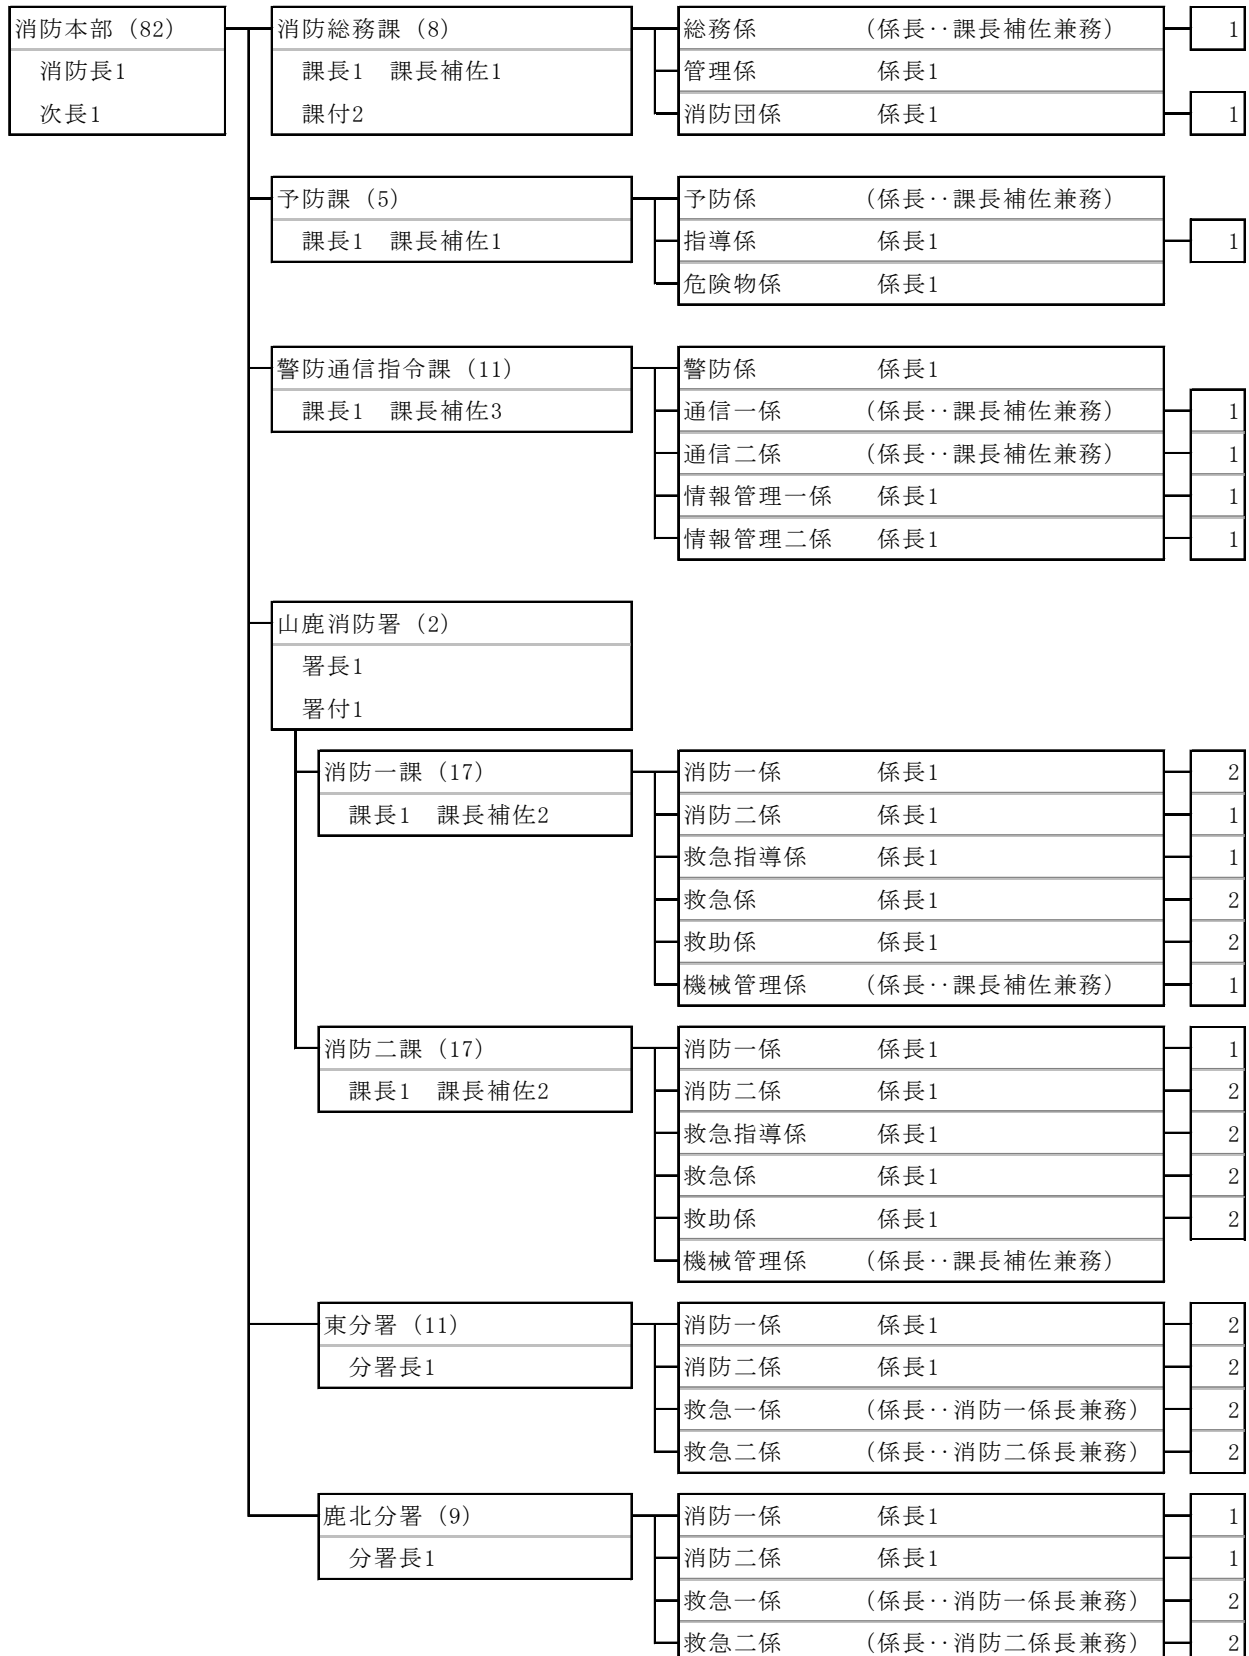 消防本部 (82) 消防総務課 (8) 総務係 (係長‥課長補佐兼務) 1
消防長1 課長1 課長補佐1 管理係 係長1
次長1 課付2 消防団係 係長1 1
予防課 (5) 予防係 (係長‥課長補佐兼務)
課長1 課長補佐1 指導係 係長1 1
危険物係 係長1
警防通信指令課 (11) 警防係 係長1
課長1 課長補佐3 通信一係 (係長‥課長補佐兼務) 1
通信二係 (係長‥課長補佐兼務) 1
情報管理一係 係長1 1
情報管理二係 係長1 1
山鹿消防署 (2)
署長1
署付1
消防一課 (17) 消防一係 係長1 2
課長1 課長補佐2 消防二係 係長1 1
救急指導係 係長1 1
救急係 係長1 2
救助係 係長1 2
機械管理係 (係長‥課長補佐兼務) 1
消防二課 (17) 消防一係 係長1 1
課長1 課長補佐2 消防二係 係長1 2
救急指導係 係長1 2
救急係 係長1 2
救助係 係長1 2
機械管理係 (係長‥課長補佐兼務)
東分署 (11) 消防一係 係長1 2
分署長1 消防二係 係長1 2
救急一係 (係長‥消防一係長兼務) 2
救急二係 (係長‥消防二係長兼務) 2
鹿北分署 (9) 消防一係 係長1 1
分署長1 消防二係 係長1 1
救急一係 (係長‥消防一係長兼務) 2
救急二係 (係長‥消防二係長兼務) 2